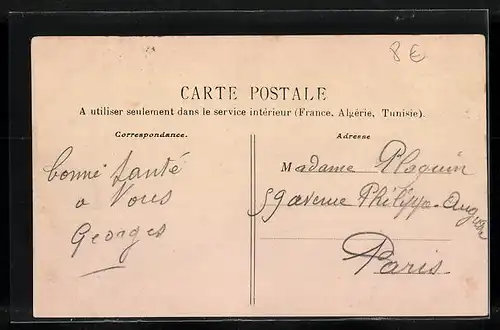 8€
CARTE POSTALE
A utiliser seulement dans le service intérieur (France, Algérie, Tunisie).
Correspondance.
Adresse
bonne santé
a Vous
Georges
Madame Plaquin
59 avenue Philippe-Auguste
Paris